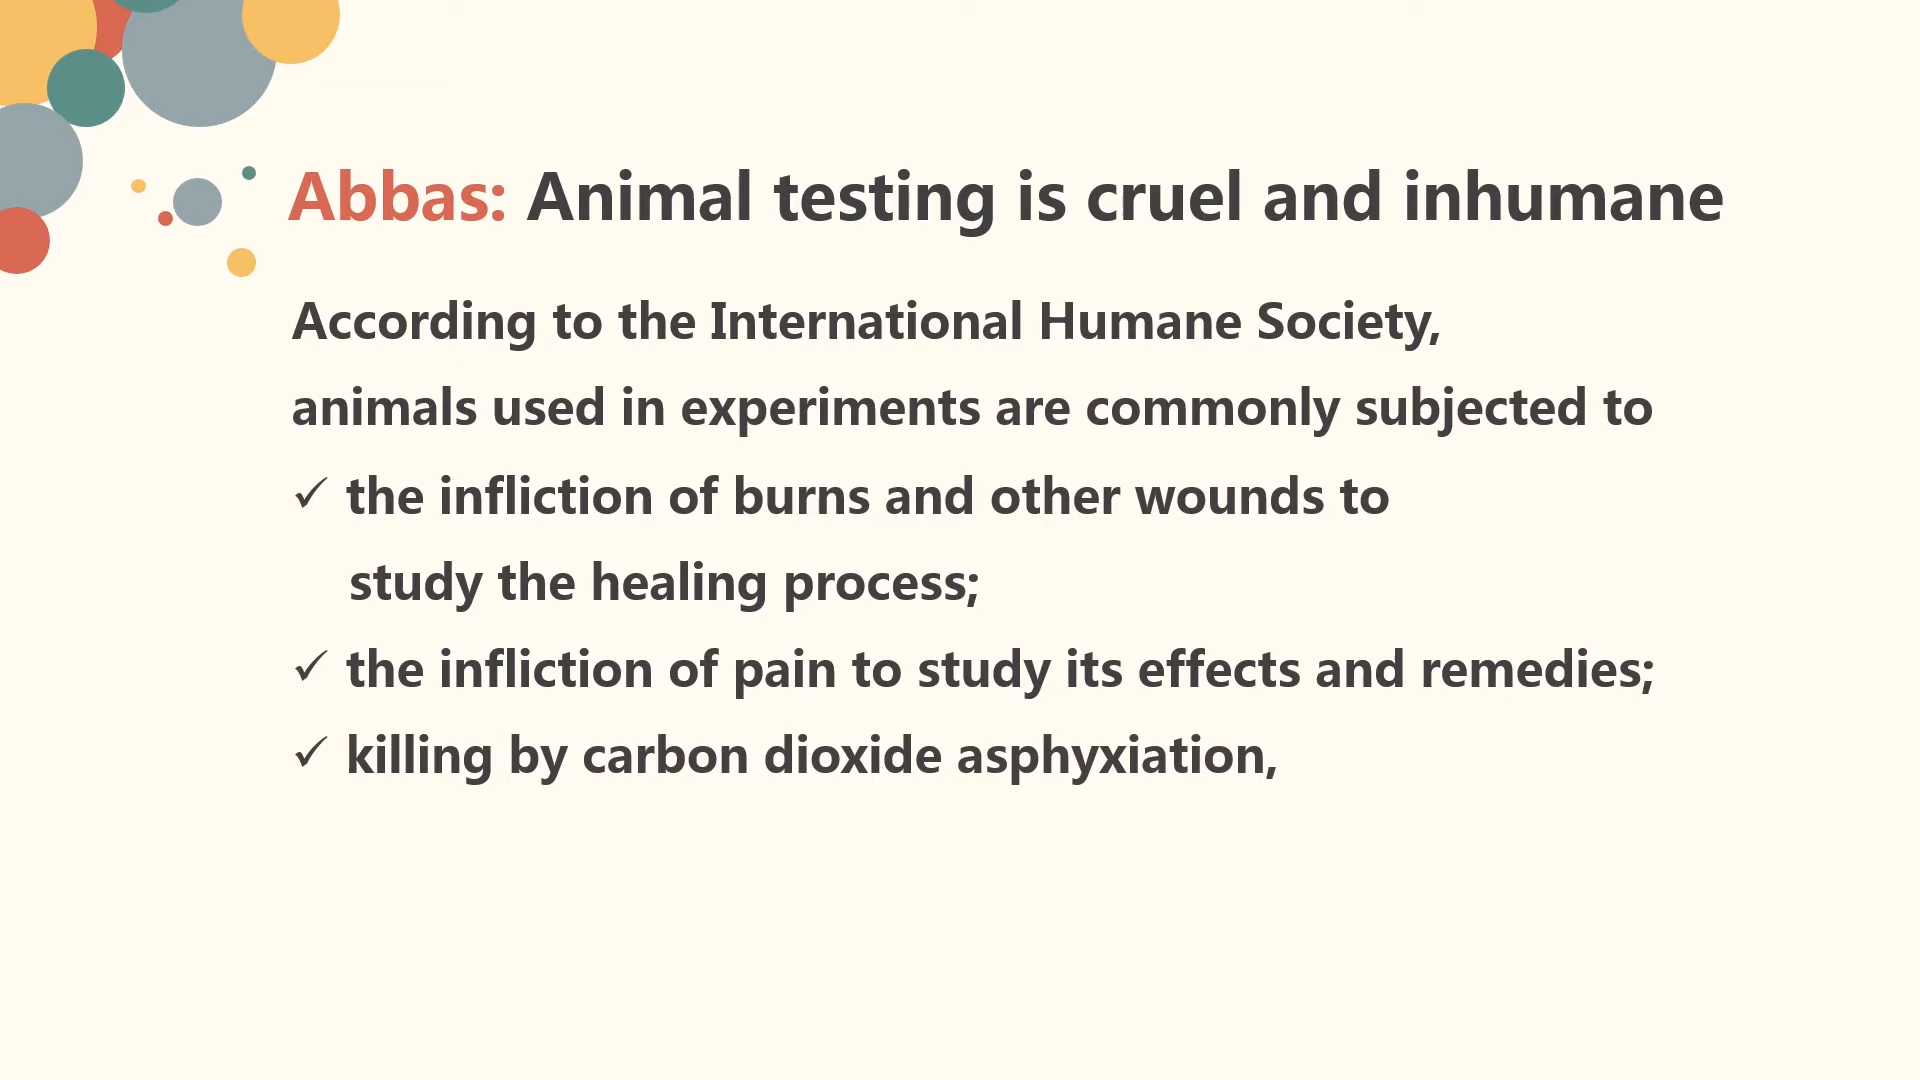 Abbas: Animal testing is cruel and inhumane
According to the International Humane Society,
animals used in experiments are commonly subjected to
✓ the infliction of burns and other wounds to
study the healing process;
✓ the infliction of pain to study its effects and remedies;
✓ killing by carbon dioxide asphyxiation,